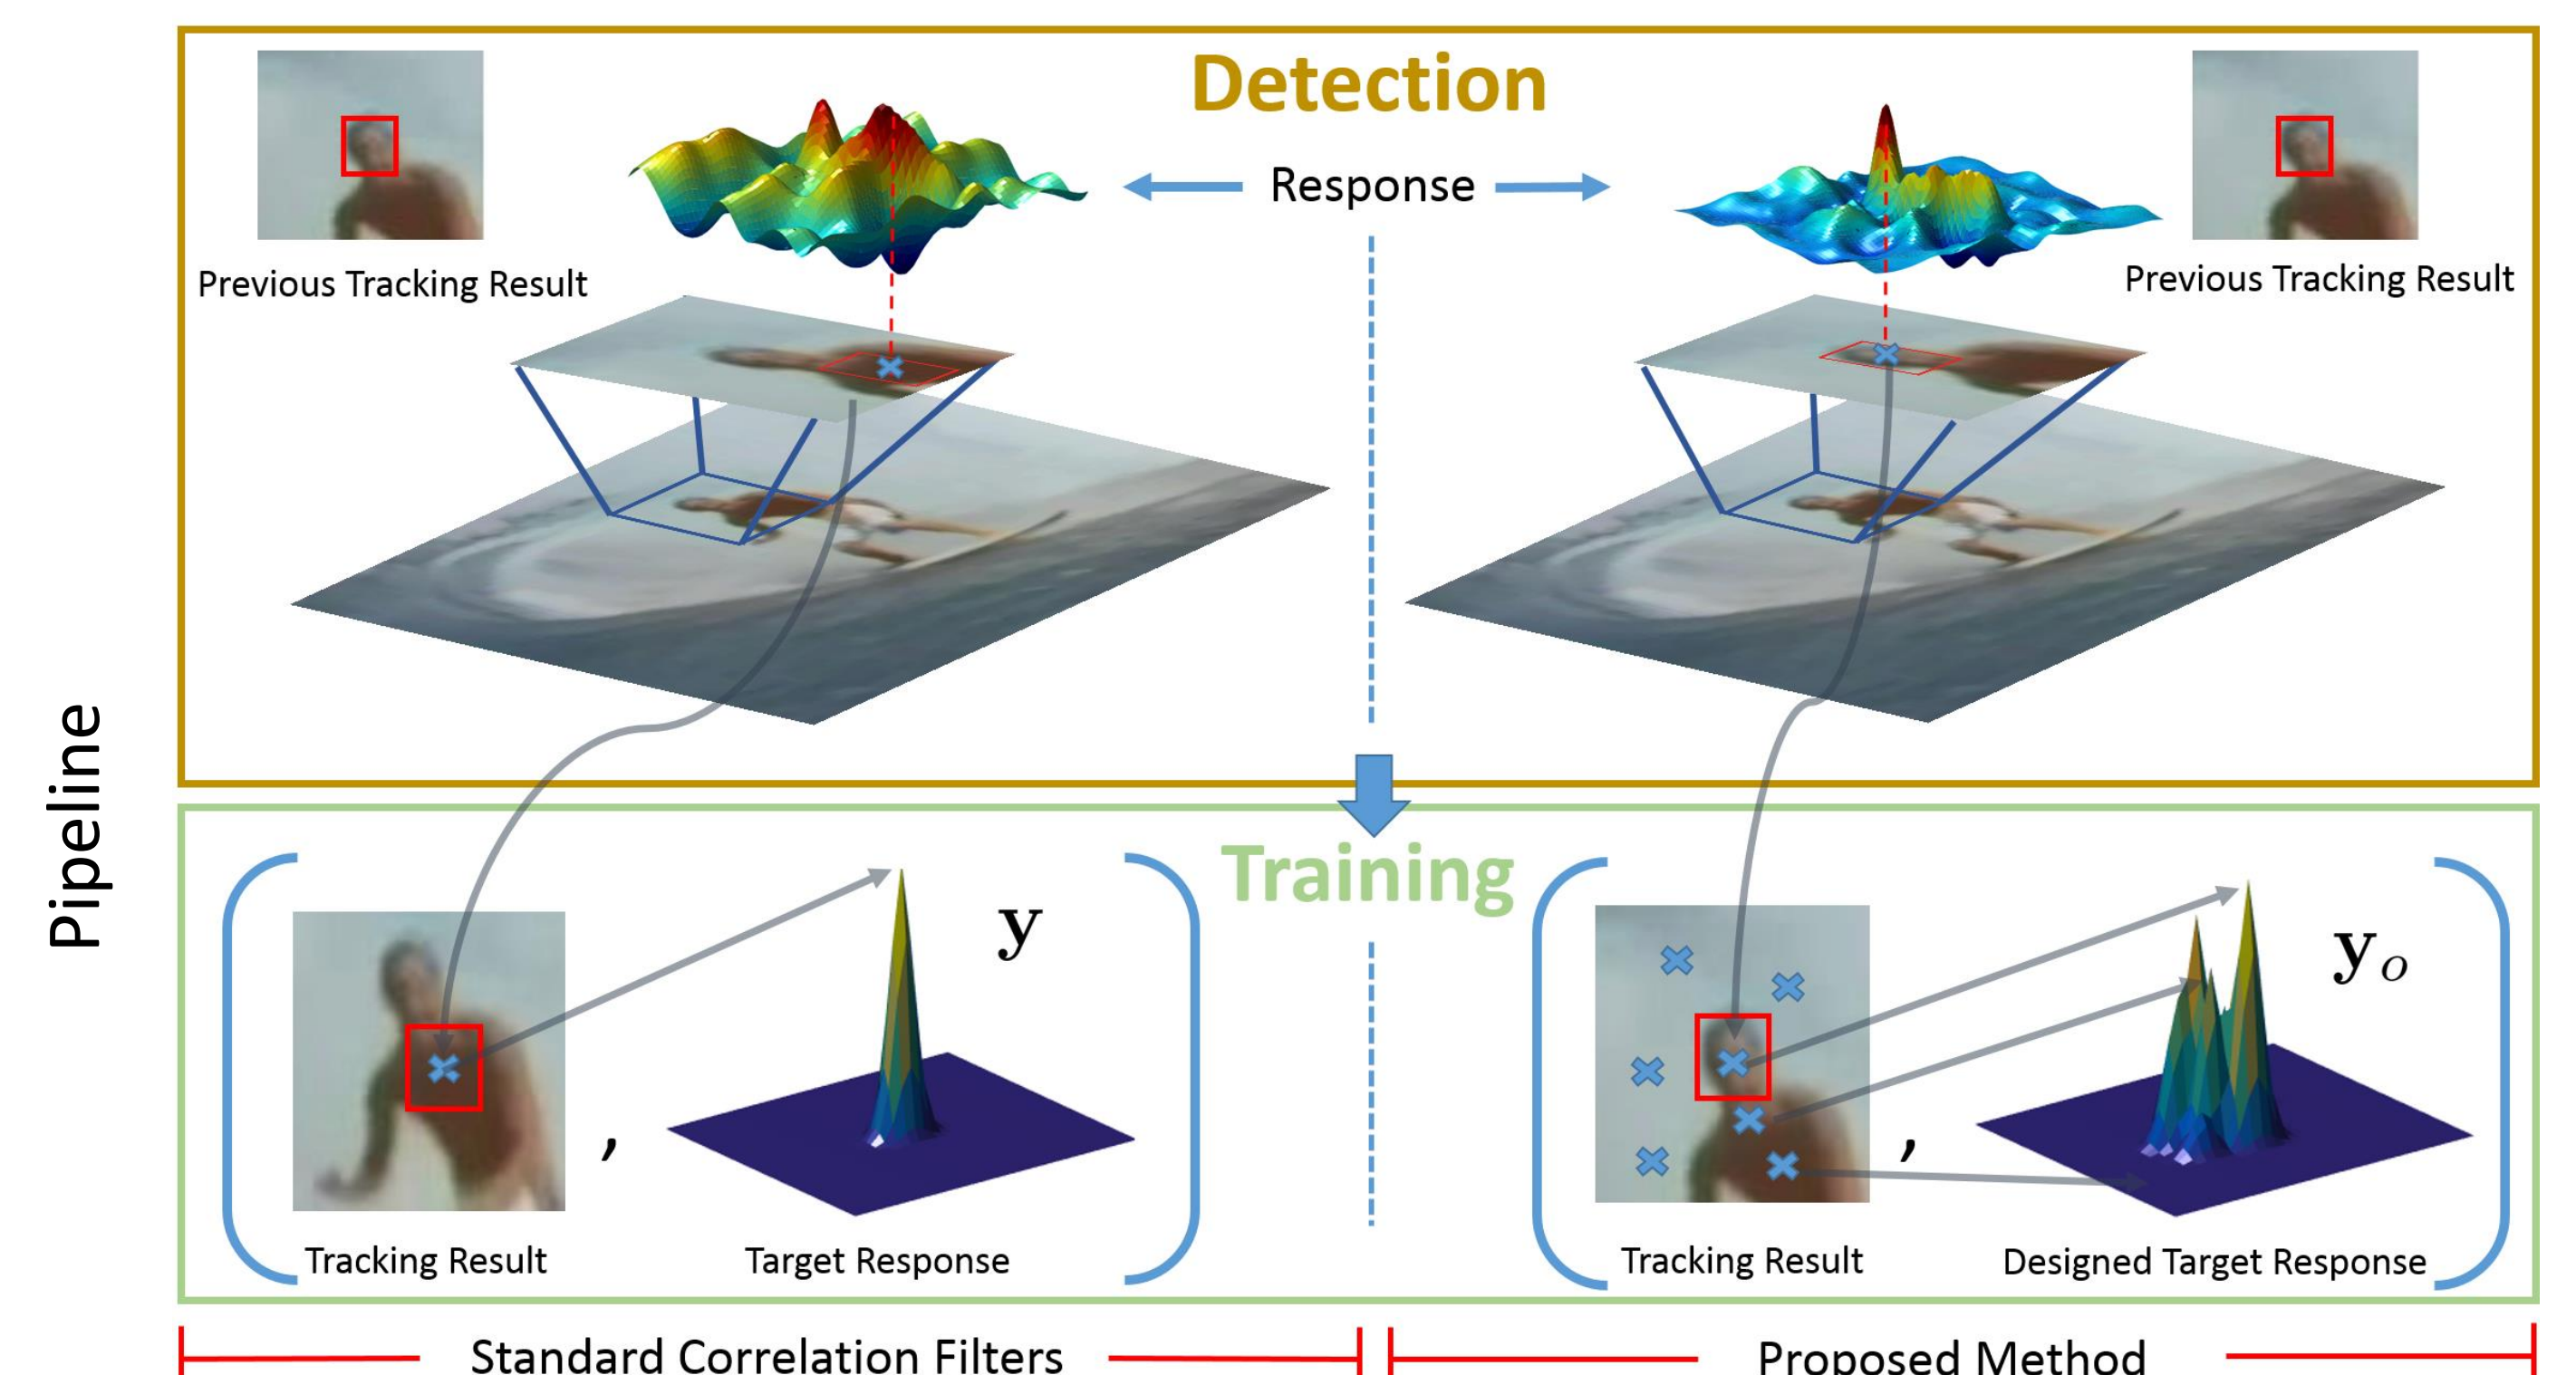 Detection
Response
Previous Tracking Result
Previous Tracking Result
Pipeline
Training
y
yₒ
,
,
Tracking Result
Target Response
Tracking Result
Designed Target Response
Standard Correlation Filters
Proposed Method